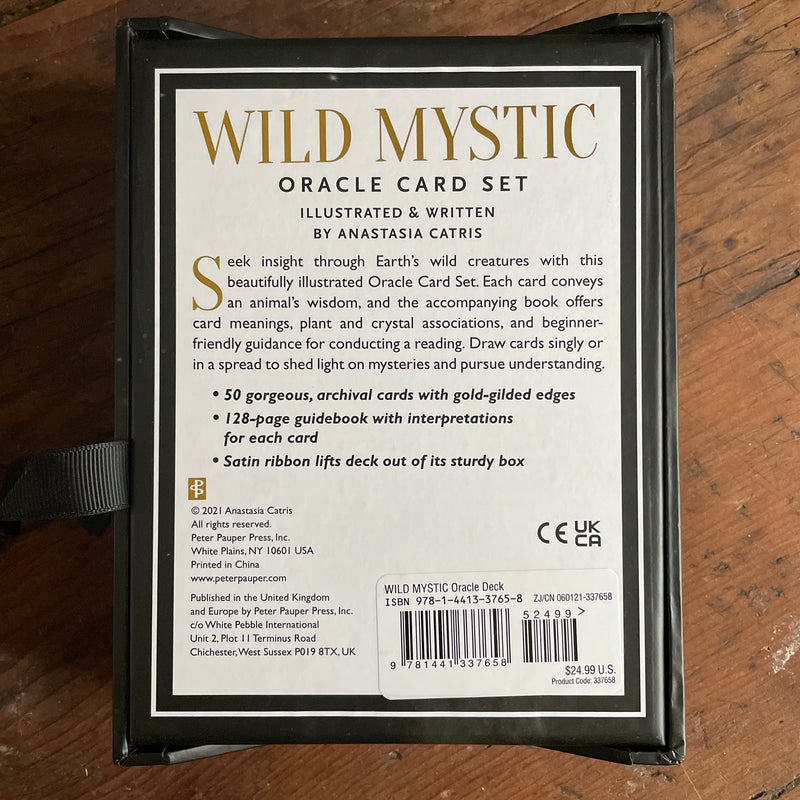 WILD MYSTIC
ORACLE CARD SET
ILLUSTRATED & WRITTEN
BY ANASTASIA CATRIS
Seek insight through Earth's wild creatures with this
beautifully illustrated Oracle Card Set. Each card conveys
an animal's wisdom, and the accompanying book offers
card meanings, plant and crystal associations, and beginner-
friendly guidance for conducting a reading. Draw cards singly or
in a spread to shed light on mysteries and pursue understanding.
• 50 gorgeous, archival cards with gold-gilded edges
• 128-page guidebook with interpretations
for each card
• Satin ribbon lifts deck out of its sturdy box
© 2021 Anastasia Catris
All rights reserved.
Peter Pauper Press, Inc.
White Plains, NY 10601 USA
Printed in China
www.peterpauper.com
Published in the United Kingdom
and Europe by Peter Pauper Press, Inc.
c/o White Pebble International
Unit 2, Plot 11 Terminus Road
Chichester, West Sussex PO19 8TX, UK
CE UK
CA
WILD MYSTIC Oracle Deck
ISBN 978-1-4413-3765-8 ZJ/CN 060121-337658
52499>
9 781441 337658
$24.99 U.S.
Product Code: 337658